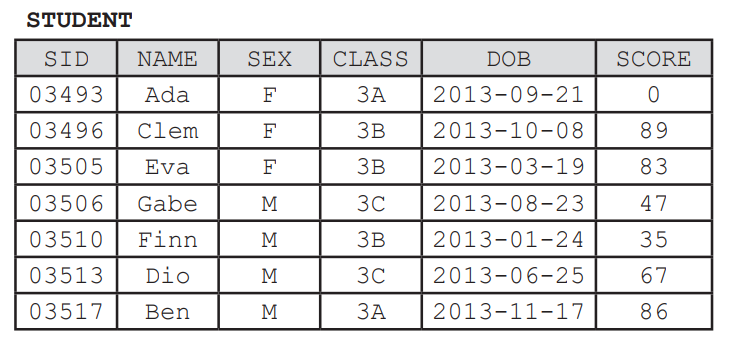 STUDENT
SID NAME SEX CLASS DOB SCORE
03493 Ada F 3A 2013-09-21 0
03496 Clem F 3B 2013-10-08 89
03505 Eva F 3B 2013-03-19 83
03506 Gabe M 3C 2013-08-23 47
03510 Finn M 3B 2013-01-24 35
03513 Dio M 3C 2013-06-25 67
03517 Ben M 3A 2013-11-17 86